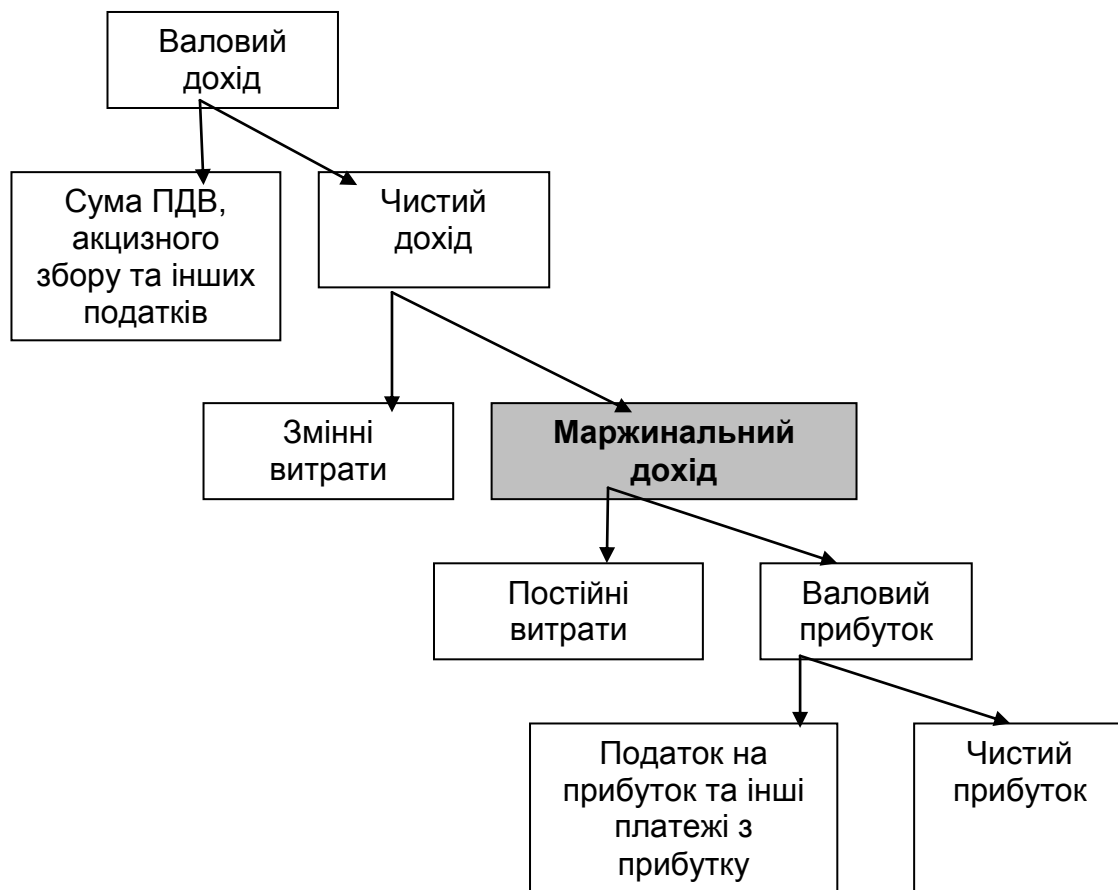 Валовий
дохід
Сума ПДВ,
акцизного
збору та інших
податків
Чистий
дохід
Змінні
витрати
Маржинальний
дохід
Постійні
витрати
Валовий
прибуток
Податок на
прибуток та інші
платежі з
прибутку
Чистий
прибуток